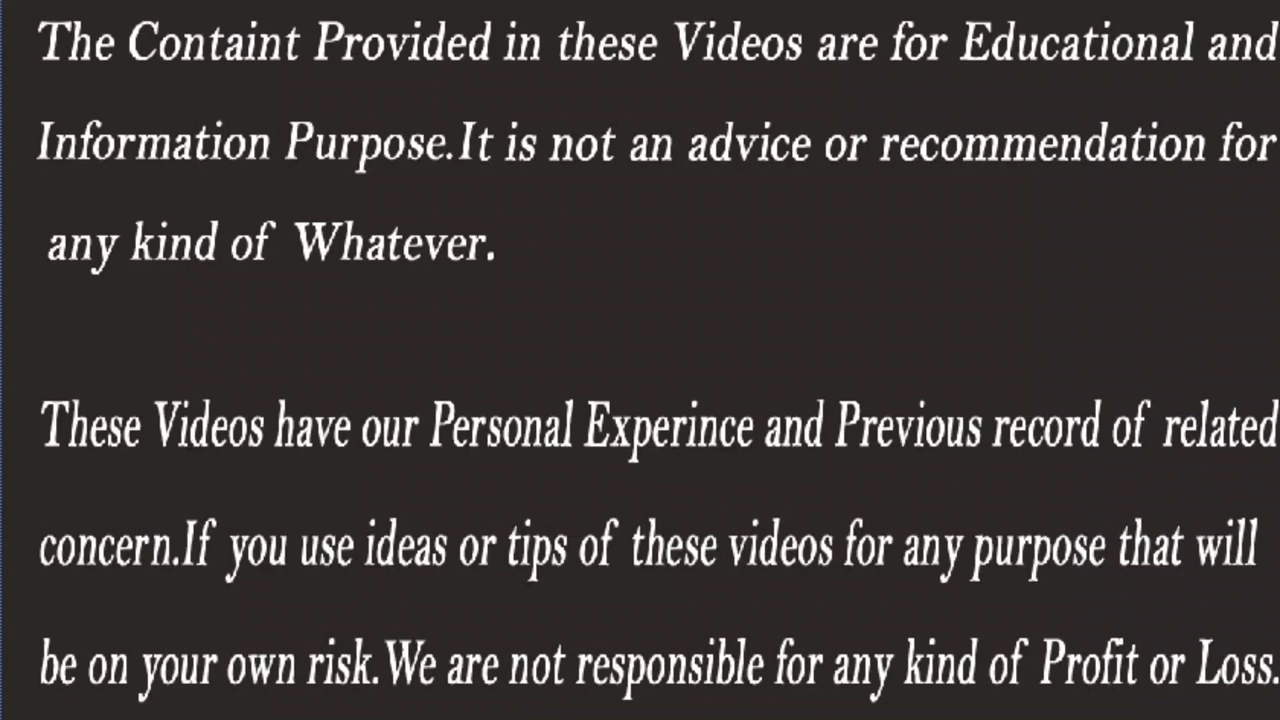 The Containt Provided in these Videos are for Educational and
Information Purpose.It is not an advice or recommendation for
any kind of Whatever.
These Videos have our Personal Experince and Previous record of related
concern.If you use ideas or tips of these videos for any purpose that will
be on your own risk.We are not responsible for any kind of Profit or Loss.